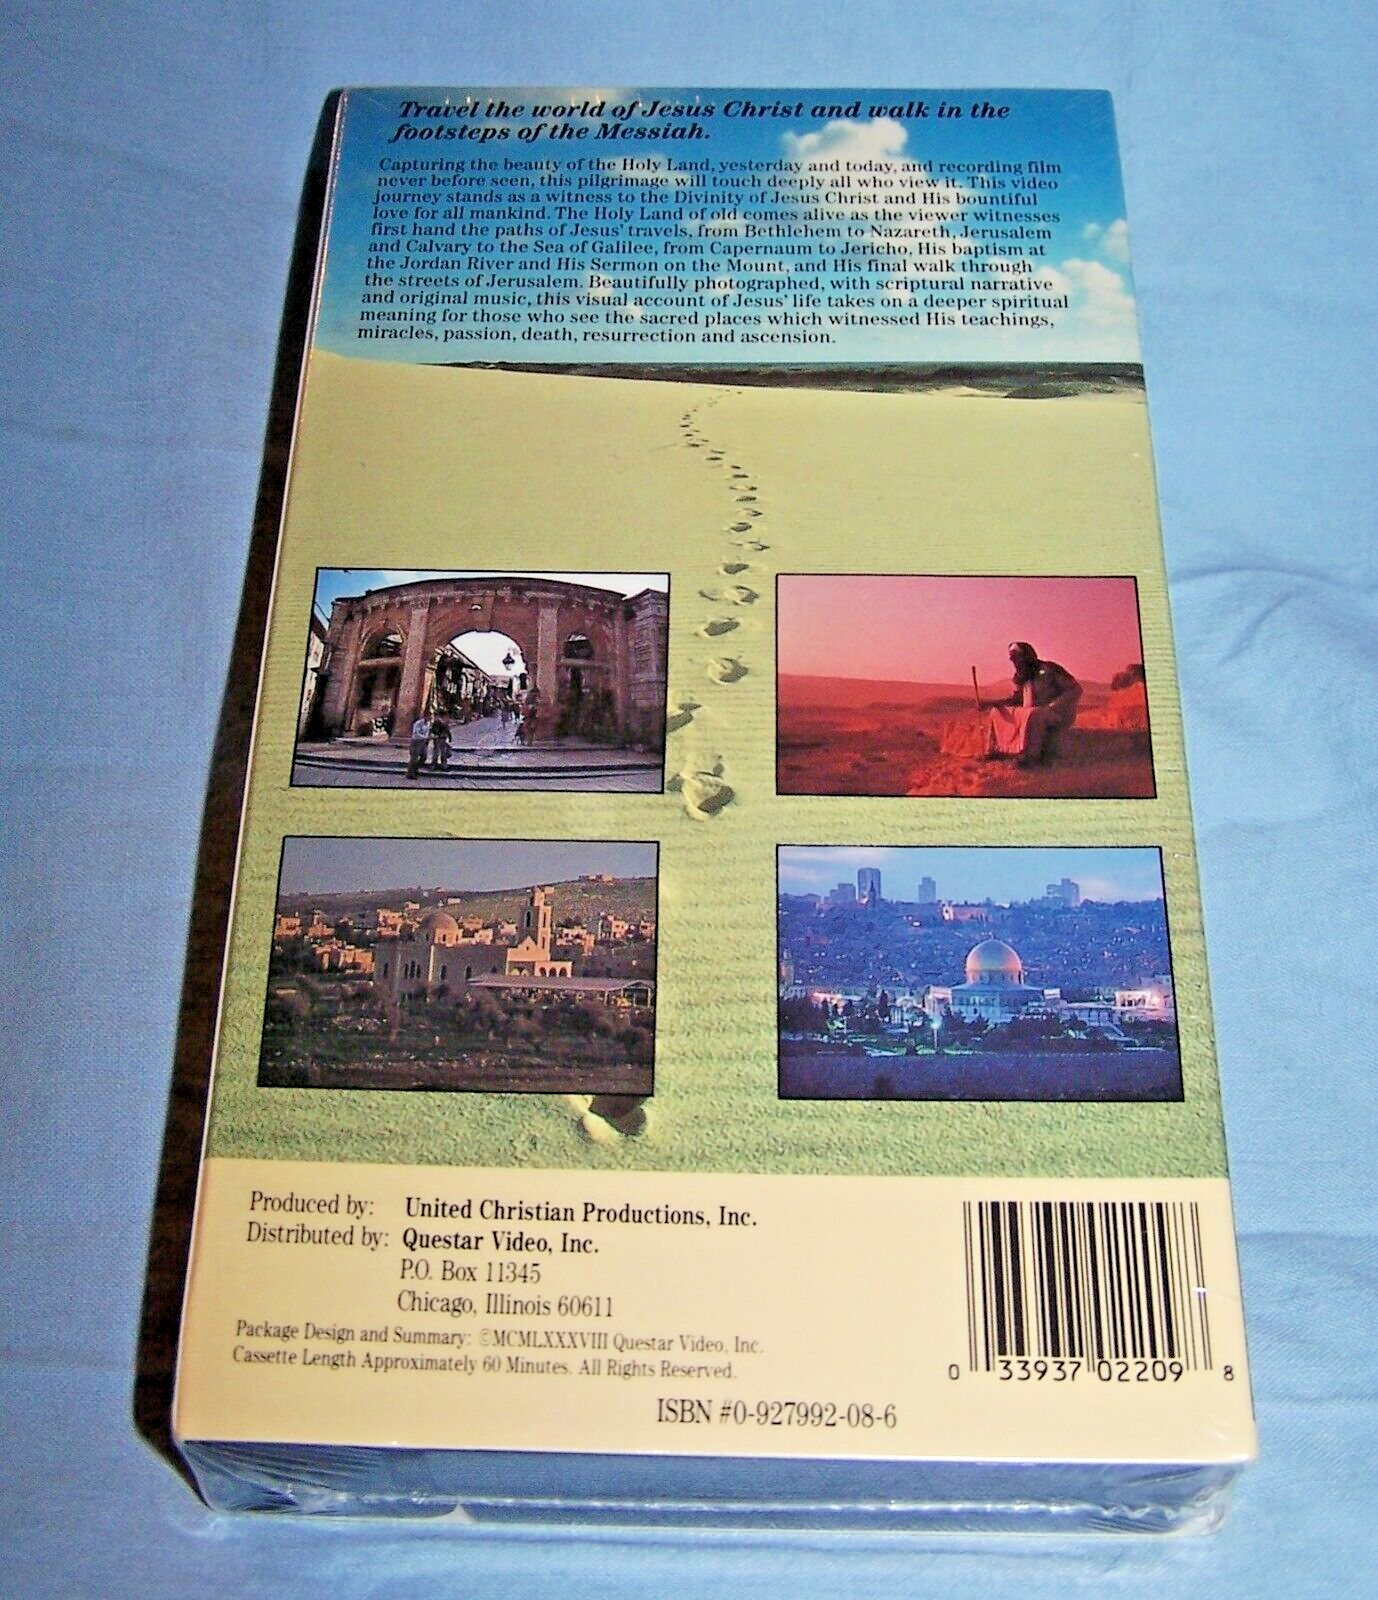 Travel the world of Jesus Christ and walk in the
footsteps of the Messiah.
Capturing the beauty of the Holy Land, yesterday and today, and recording film
never before seen, this pilgrimage will touch deeply all who view it. This video
journey stands as a witness to the Divinity of Jesus Christ and His bountiful
love for all mankind. The Holy Land of old comes alive as the viewer witnesses
first hand the paths of Jesus' travels, from Bethlehem to Nazareth, Jerusalem
and Calvary to the Sea of Galilee, from Capernaum to Jericho, His baptism at
the Jordan River and His Sermon on the Mount, and His final walk through
the streets of Jerusalem. Beautifully photographed, with scriptural narrative
and original music, this visual account of Jesus' life takes on a deeper spiritual
meaning for those who see the sacred places which witnessed His teachings,
miracles, passion, death, resurrection and ascension.
Produced by: United Christian Productions, Inc.
Distributed by: Questar Video, Inc.
P.O. Box 11345
Chicago, Illinois 60611
Package Design and Summary: ©MCMLXXXVIII Questar Video, Inc.
Cassette Length Approximately 60 Minutes. All Rights Reserved.
0 33937 02209 8
ISBN #0-927992-08-6